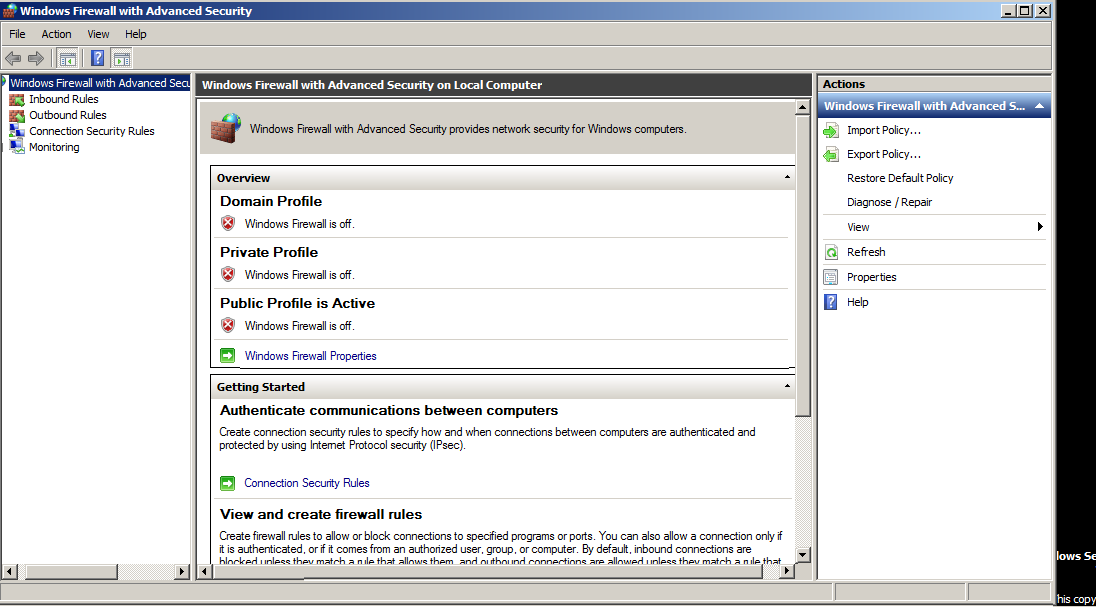 Windows Firewall with Advanced Security
File Action View Help
Windows Firewall with Advanced Secu
Inbound Rules
Outbound Rules
Connection Security Rules
Monitoring
Windows Firewall with Advanced Security on Local Computer
Windows Firewall with Advanced Security provides network security for Windows computers.
Overview
Domain Profile
Windows Firewall is off.
Private Profile
Windows Firewall is off.
Public Profile is Active
Windows Firewall is off.
Windows Firewall Properties
Getting Started
Authenticate communications between computers
Create connection security rules to specify how and when connections between computers are authenticated and
protected by using Internet Protocol security (IPsec).
Connection Security Rules
View and create firewall rules
Create firewall rules to allow or block connections to specified programs or ports. You can also allow a connection only if
it is authenticated, or if it comes from an authorized user, group, or computer. By default, inbound connections are
blocked unless they match a rule that allows them, and outbound connections are allowed unless they match a rule that
Actions
Windows Firewall with Advanced S...
Import Policy...
Export Policy...
Restore Default Policy
Diagnose / Repair
View
Refresh
Properties
Help
lows Se
his copy